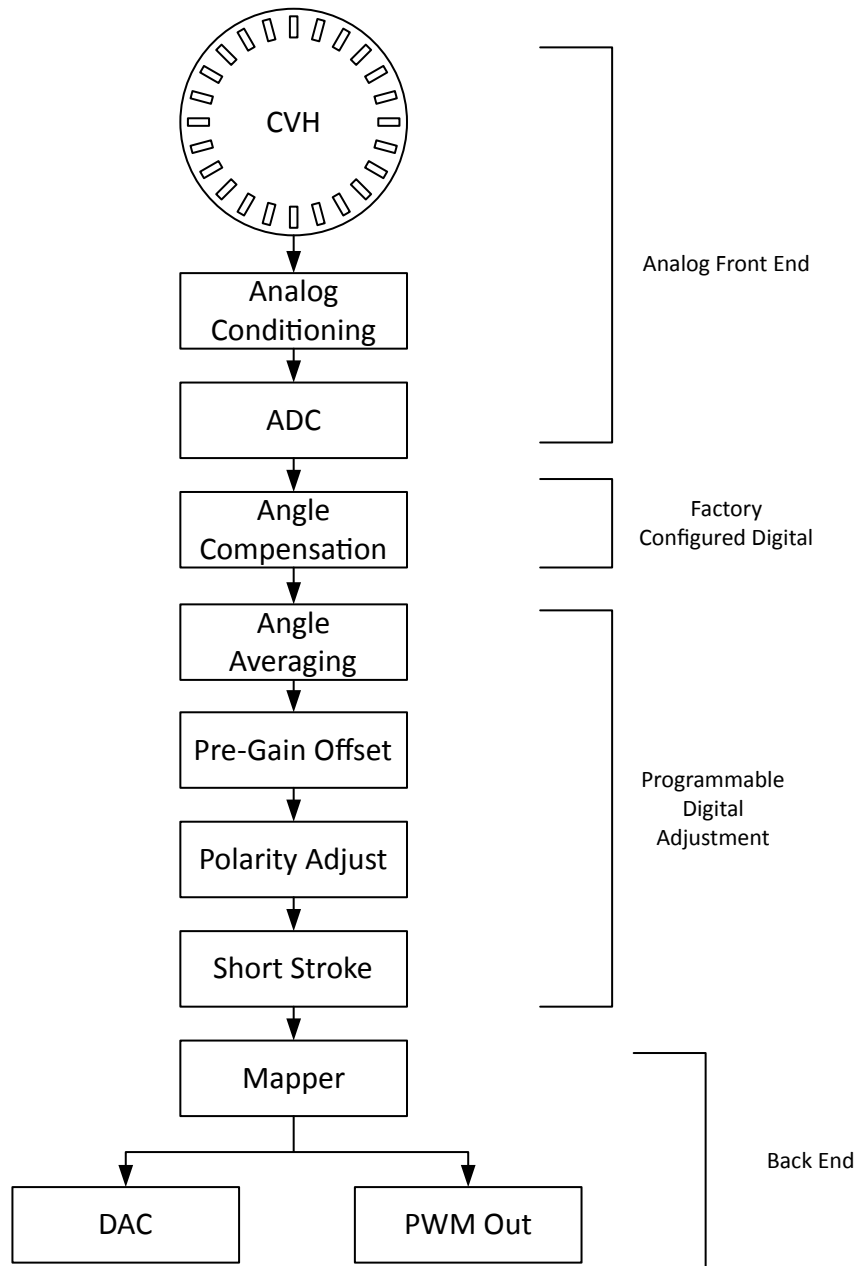 CVH
Analog
Conditioning
ADC
Angle
Compensation
Angle
Averaging
Pre-Gain Offset
Polarity Adjust
Short Stroke
Mapper
DAC
PWM Out
Analog Front End
Factory
Configured Digital
Programmable
Digital
Adjustment
Back End